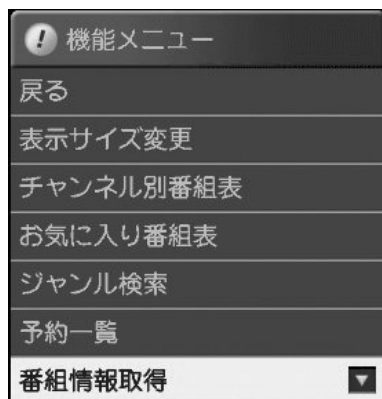 機能メニュー
戻る
表示サイズ変更
チャンネル別番組表
お気に入り番組表
ジャンル検索
予約一覧
番組情報取得